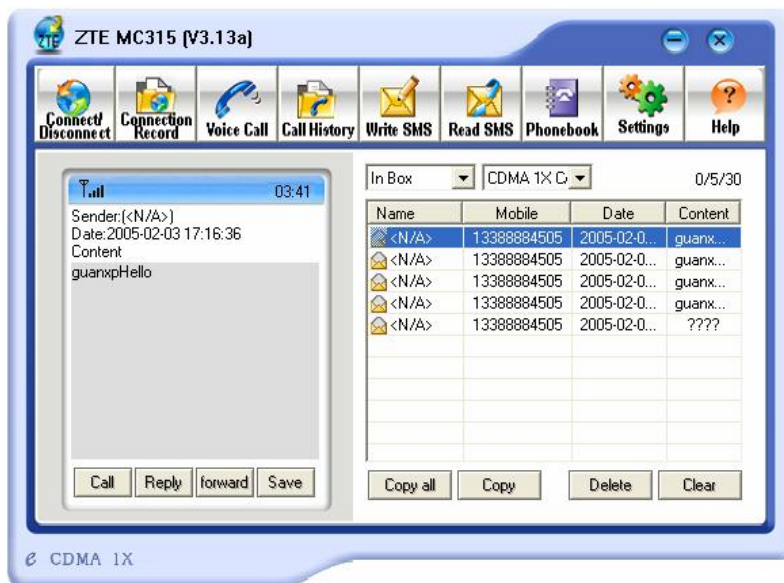 ZTE ZTE MC315 (V3.13a)
Connect/ Disconnect
Connection Record
Voice Call
Call History
Write SMS
Read SMS
Phonebook
Settings
? Help
03:41
Sender:(<N/A>)
Date:2005-02-03 17:16:36
Content
guanxpHello
Call Reply forward Save
In Box CDMA 1X C 0/5/30
Name Mobile Date Content
<N/A> 13388884505 2005-02-0... guanx...
<N/A> 13388884505 2005-02-0... guanx...
<N/A> 13388884505 2005-02-0... guanx...
<N/A> 13388884505 2005-02-0... guanx...
<N/A> 13388884505 2005-02-0... ????
Copy all Copy Delete Clear
e CDMA 1X